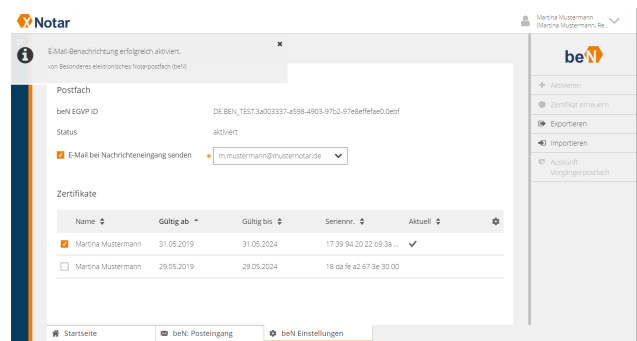 XNotar
Martina Mustermann
(Martina Mustermann, Re...
E-Mail-Benachrichtung erfolgreich aktiviert.
von Besonderes elektronisches Notarpostfach (beN)
beN
Postfach
beN EGVP ID DE.BEN_TEST.3a003337-a598-4903-97b2-97e8effefae0.0ebf
Status aktiviert
E-Mail bei Nachrichteneingang senden * m.mustermann@musternotar.de
Zertifikate
Name Gültig ab Gültig bis Seriennr. Aktuell
Martina Mustermann 31.05.2019 31.05.2024 17 39 94 20 22 b9 3a ...
Martina Mustermann 29.05.2019 29.05.2024 18 da fe a2 67 3e 30 00
Aktivieren
Zertifikat erneuern
Exportieren
Importieren
Auskunft
Vorgängerpostfach
Startseite beN: Posteingang beN Einstellungen